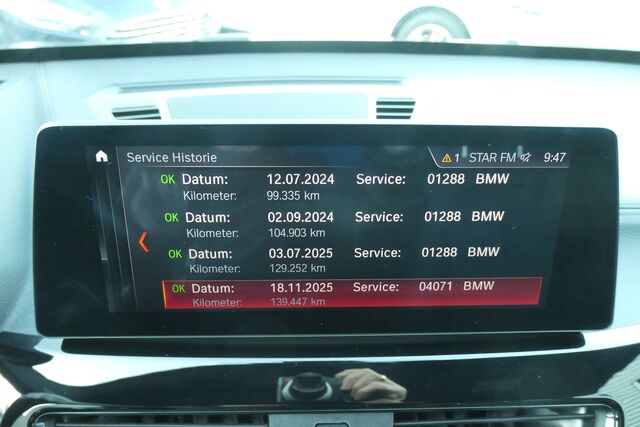 Service Historie 1 STAR FM 9:47
OK Datum: 12.07.2024 Service: 01288 BMW
Kilometer: 99.335 km
OK Datum: 02.09.2024 Service: 01288 BMW
Kilometer: 104.903 km
OK Datum: 03.07.2025 Service: 01288 BMW
Kilometer: 129.252 km
OK Datum: 18.11.2025 Service: 04071 BMW
Kilometer: 139.447 km